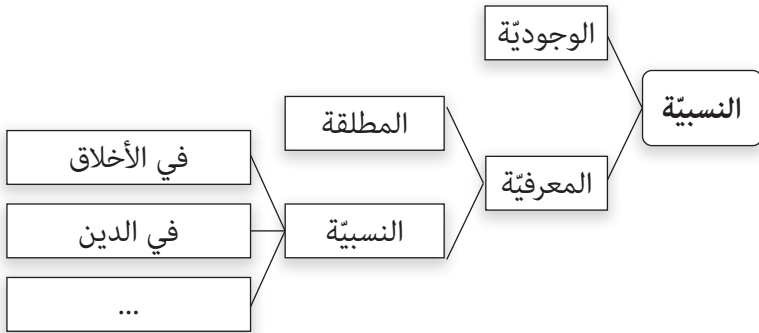 النسبيّة
الوجوديّة
المعرفيّة
المطلقة
النسبيّة
في الأخلاق
في الدين
...